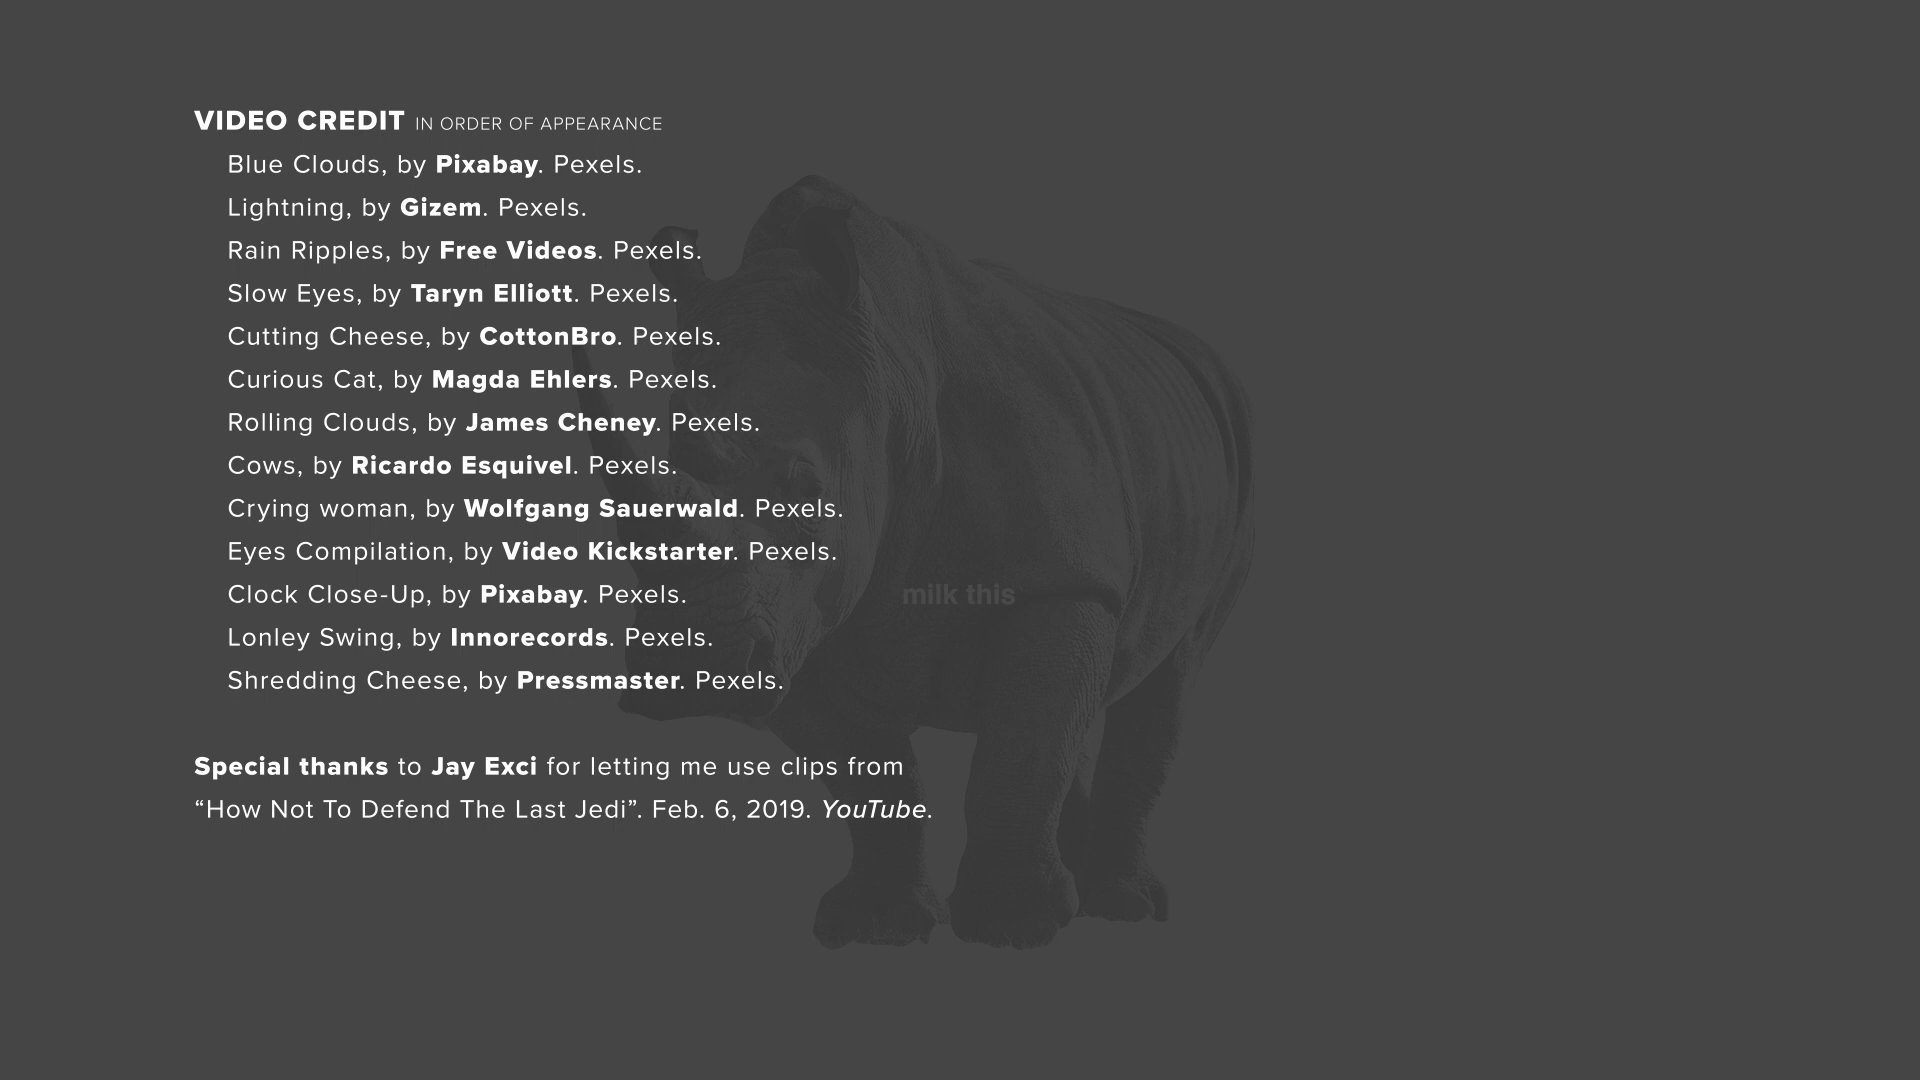 VIDEO CREDIT IN ORDER OF APPEARANCE
Blue Clouds, by Pixabay. Pexels.
Lightning, by Gizem. Pexels.
Rain Ripples, by Free Videos. Pexels.
Slow Eyes, by Taryn Elliott. Pexels.
Cutting Cheese, by CottonBro. Pexels.
Curious Cat, by Magda Ehlers. Pexels.
Rolling Clouds, by James Cheney. Pexels.
Cows, by Ricardo Esquivel. Pexels.
Crying woman, by Wolfgang Sauerwald. Pexels.
Eyes Compilation, by Video Kickstarter. Pexels.
Clock Close-Up, by Pixabay. Pexels.
milk this
Lonley Swing, by Innorecords. Pexels.
Shredding Cheese, by Pressmaster. Pexels.
Special thanks to Jay Exci for letting me use clips from
“How Not To Defend The Last Jedi”. Feb. 6, 2019. YouTube.